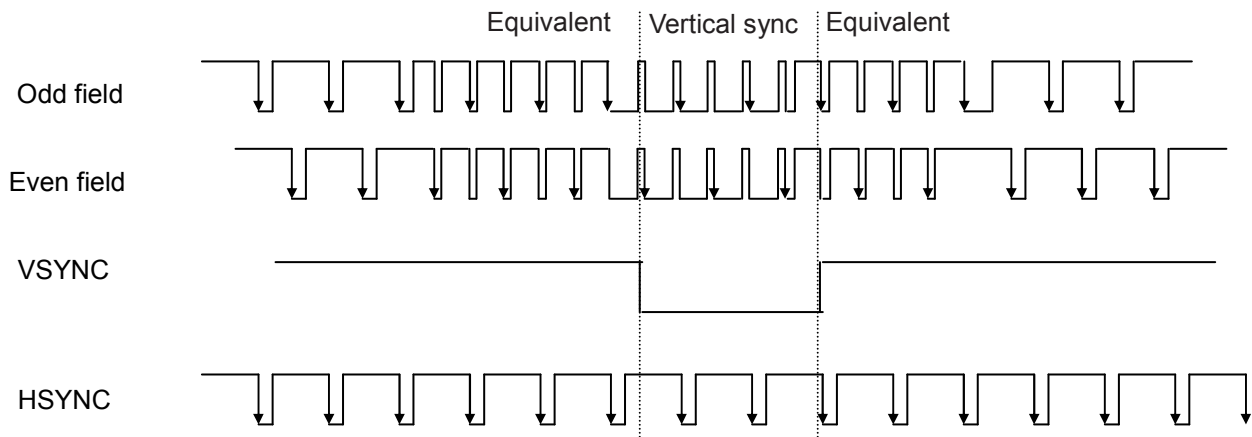 Equivalent Vertical sync Equivalent
Odd field
Even field
VSYNC
HSYNC